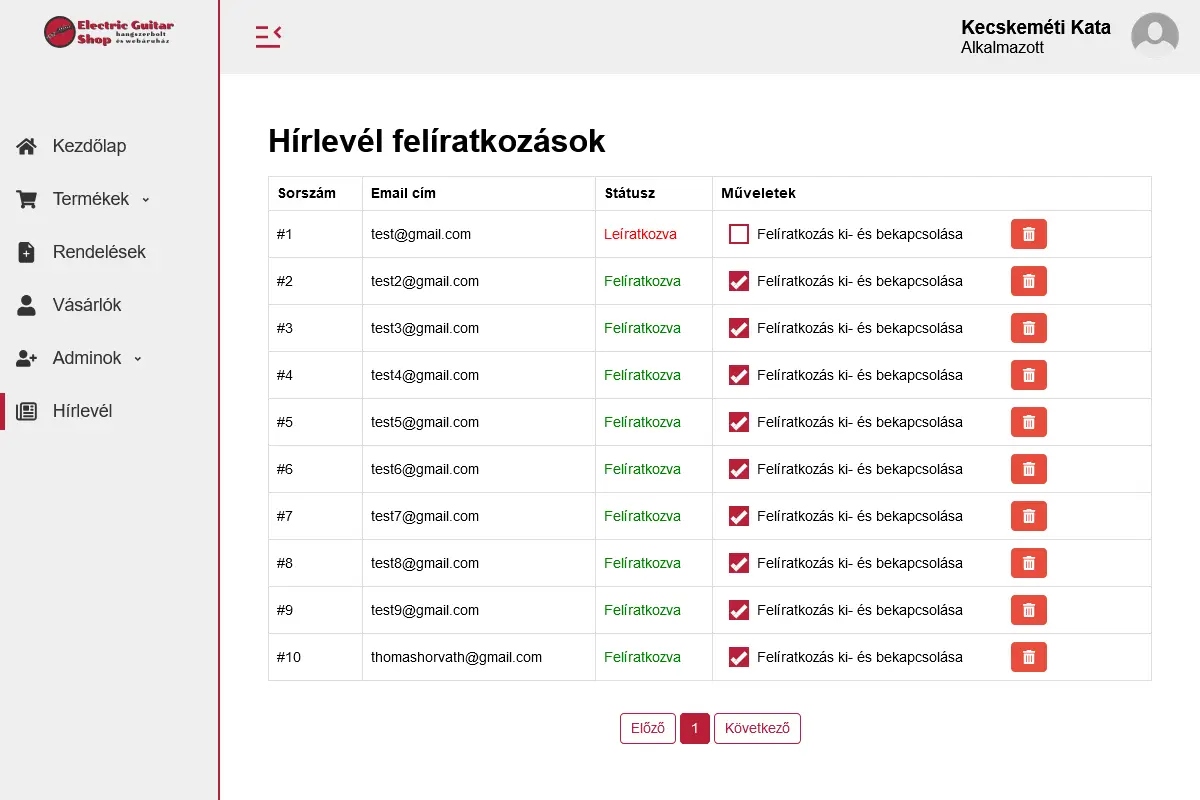 Electric Guitar
Shop hangszerbolt
és webáruház
Kecskeméti Kata
Alkalmazott
Kezdőlap
Termékek
Rendelések
Vásárlók
Adminok
Hírlevél
Hírlevél felíratkozások
Sorszám Email cím Státusz Műveletek
#1 test@gmail.com Leíratkozva Felíratkozás ki- és bekapcsolása
#2 test2@gmail.com Felíratkozva Felíratkozás ki- és bekapcsolása
#3 test3@gmail.com Felíratkozva Felíratkozás ki- és bekapcsolása
#4 test4@gmail.com Felíratkozva Felíratkozás ki- és bekapcsolása
#5 test5@gmail.com Felíratkozva Felíratkozás ki- és bekapcsolása
#6 test6@gmail.com Felíratkozva Felíratkozás ki- és bekapcsolása
#7 test7@gmail.com Felíratkozva Felíratkozás ki- és bekapcsolása
#8 test8@gmail.com Felíratkozva Felíratkozás ki- és bekapcsolása
#9 test9@gmail.com Felíratkozva Felíratkozás ki- és bekapcsolása
#10 thomashorvath@gmail.com Felíratkozva Felíratkozás ki- és bekapcsolása
Előző 1 Következő